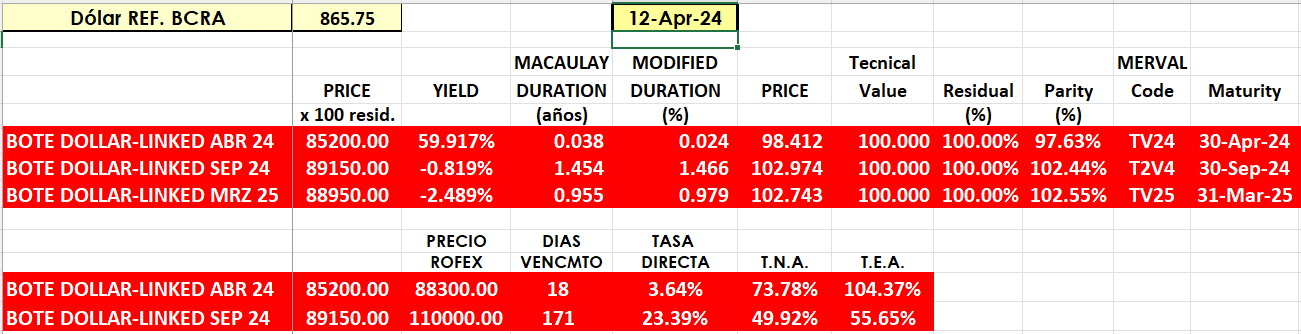 Dólar REF. BCRA 865.75 12-Apr-24
MACAULAY MODIFIED Tecnical MERVAL
PRICE YIELD DURATION DURATION PRICE Value Residual Parity Code Maturity
x 100 resid. (años) (%) (%) (%)
BOTE DOLLAR-LINKED ABR 24 85200.00 59.917% 0.038 0.024 98.412 100.000 100.00% 97.63% TV24 30-Apr-24
BOTE DOLLAR-LINKED SEP 24 89150.00 -0.819% 1.454 1.466 102.974 100.000 100.00% 102.44% T2V4 30-Sep-24
BOTE DOLLAR-LINKED MRZ 25 88950.00 -2.489% 0.955 0.979 102.743 100.000 100.00% 102.55% TV25 31-Mar-25
PRECIO DIAS TASA
ROFEX VENCMTO DIRECTA T.N.A. T.E.A.
BOTE DOLLAR-LINKED ABR 24 85200.00 88300.00 18 3.64% 73.78% 104.37%
BOTE DOLLAR-LINKED SEP 24 89150.00 110000.00 171 23.39% 49.92% 55.65%